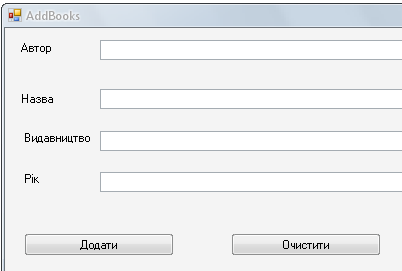 AddBooks
Автор
Назва
Видавництво
Рік
Додати Очистити